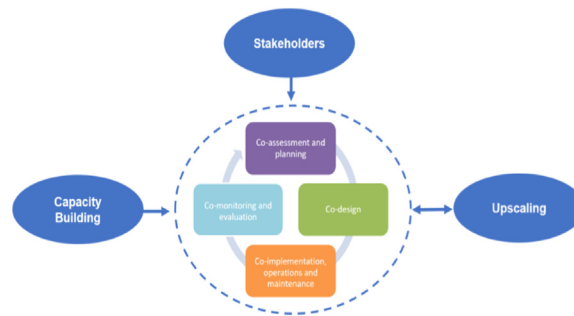 Stakeholders
Co-assessment and
planning
Capacity
Building
Co-monitoring and
evaluation
Co-design
Upscaling
Co-implementation,
operations and
maintenance